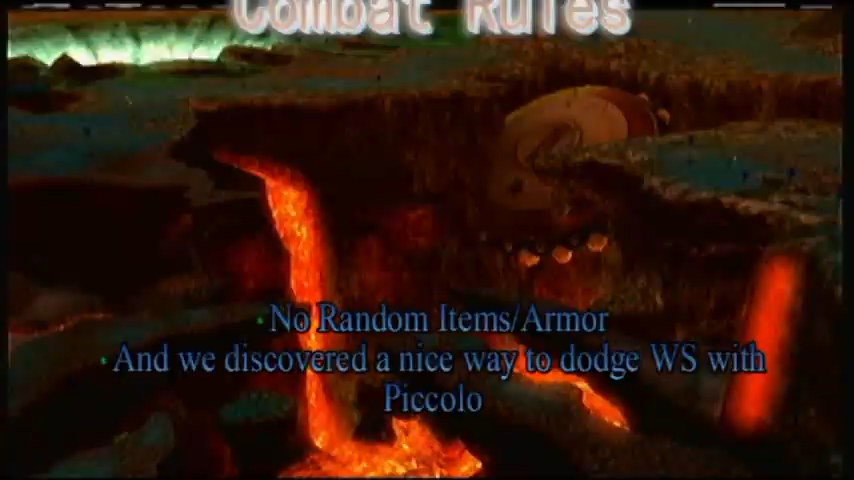 Combat Rules
No Random Items/Armor
And we discovered a nice way to dodge WS with
Piccolo